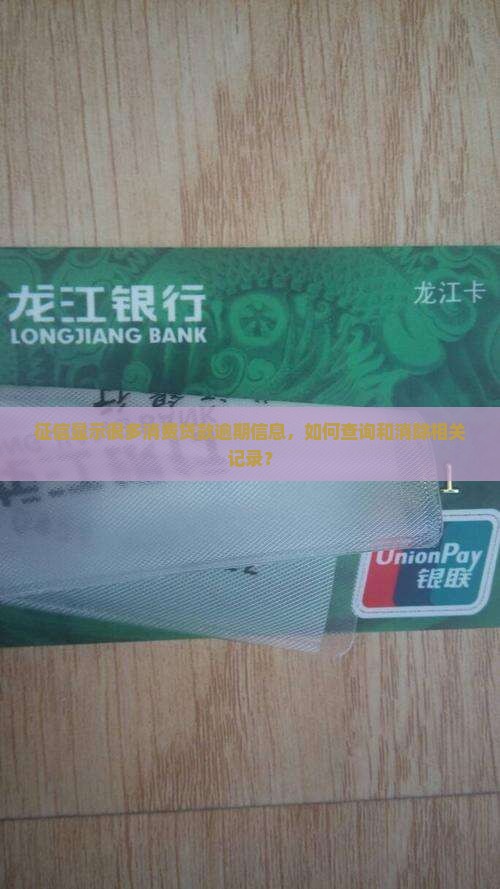 龙江银行
LONGJIANG BANK
龙江卡
征信显示很多消费贷款逾期信息，如何查询和消除相关
记录？
UnionPay
银联